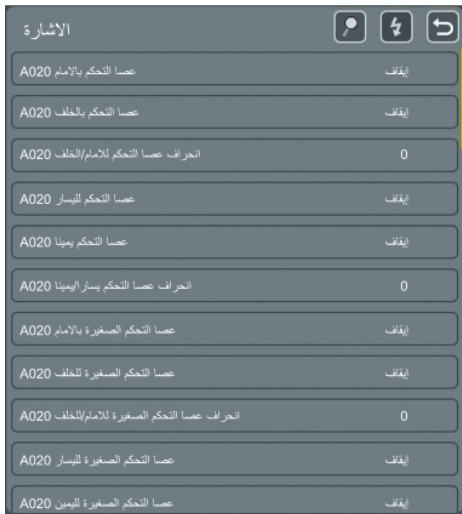 الاشارة
عصا التحكم بالامام A020 إيقاف
عصا التحكم بالخلف A020 إيقاف
انحراف عصا التحكم للامام/الخلف A020 0
عصا التحكم لليسار A020 إيقاف
عصا التحكم يمينا A020 إيقاف
انحراف عصا التحكم يسارا/يمينا A020 0
عصا التحكم الصغيرة بالامام A020 إيقاف
عصا التحكم الصغيرة للخلف A020 إيقاف
انحراف عصا التحكم الصغيرة للامام/للخلف A020 0
عصا التحكم الصغيرة لليسار A020 إيقاف
عصا التحكم الصغيرة لليمين A020 إيقاف